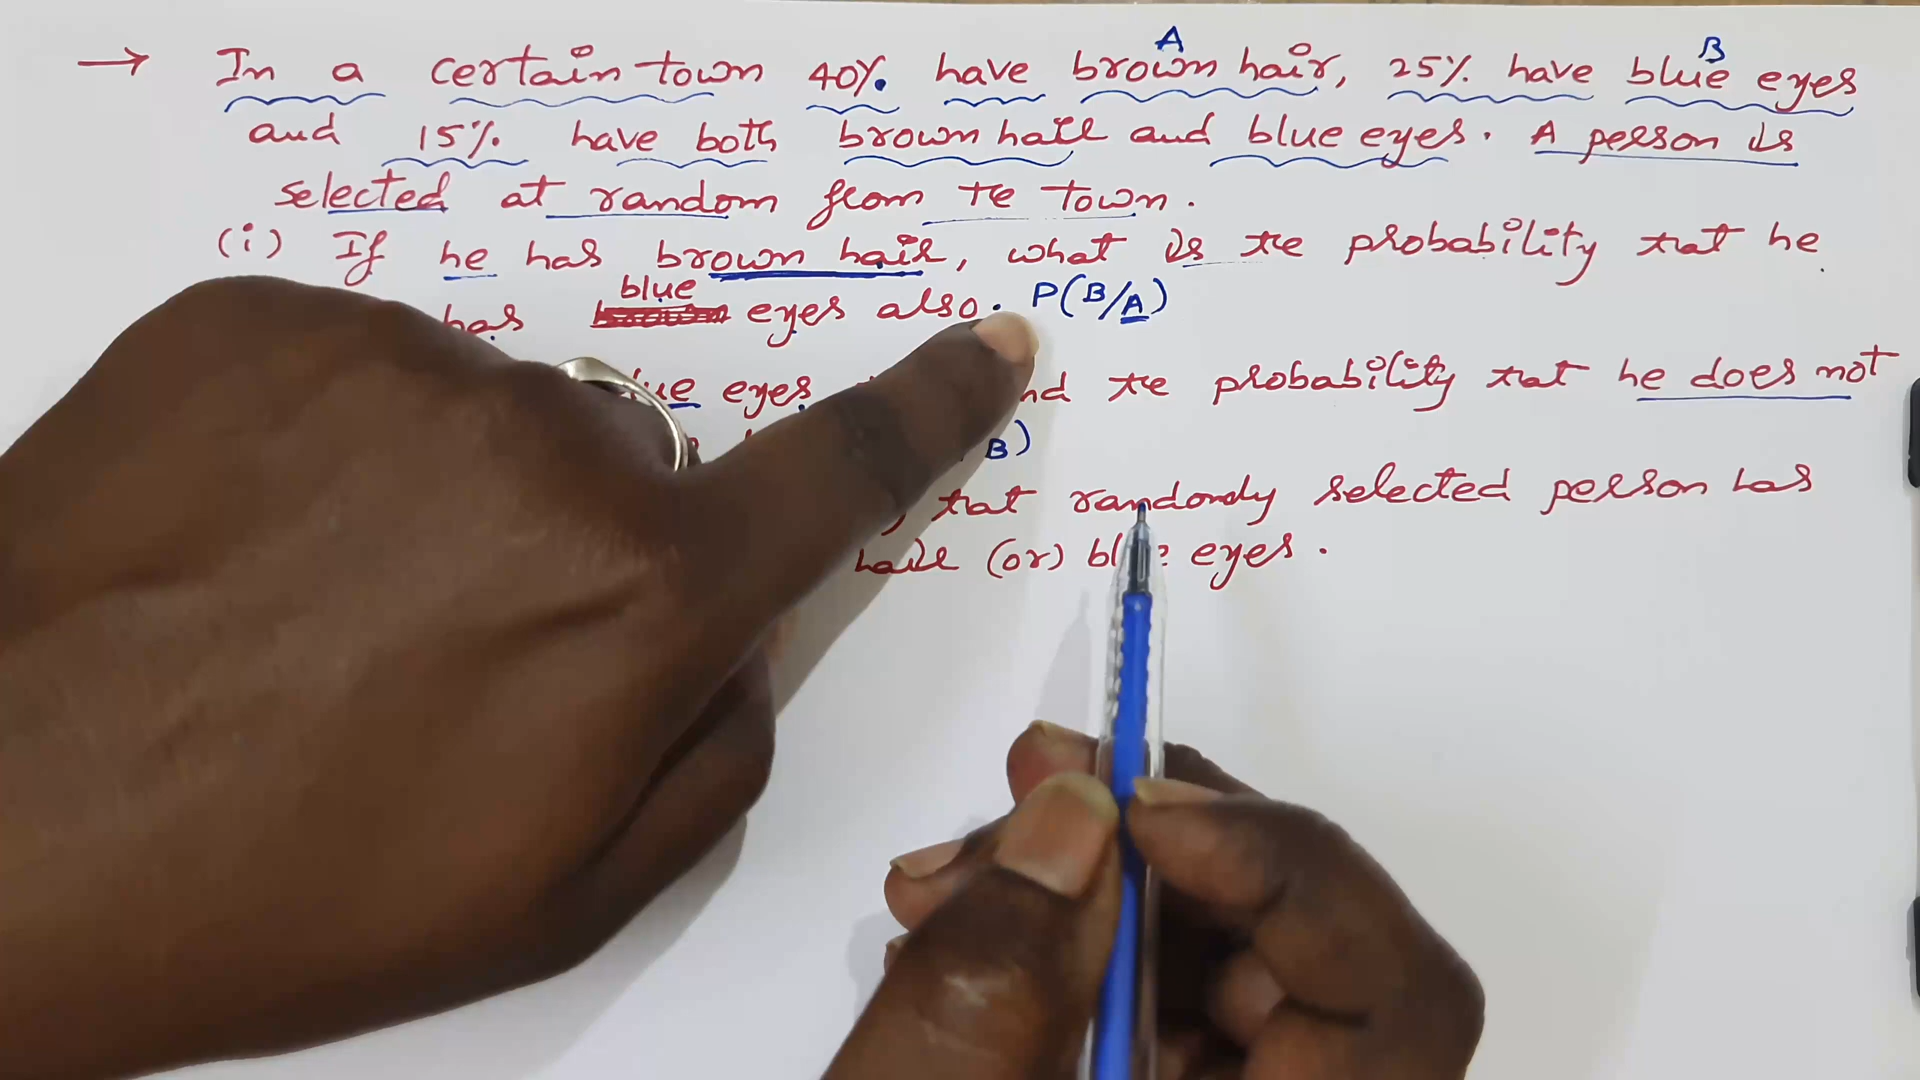 → In a certain town 40%. have brown hair, 25% have blue eyes
A B
and 15%. have both brown hair and blue eyes. A person is
selected at random from the town.
(i) If he has brown hair, what is the probability that he
has blue eyes also. P(B/A)
eyes the probability that he does not
B)
that randomly selected person has
hair (or) blue eyes.